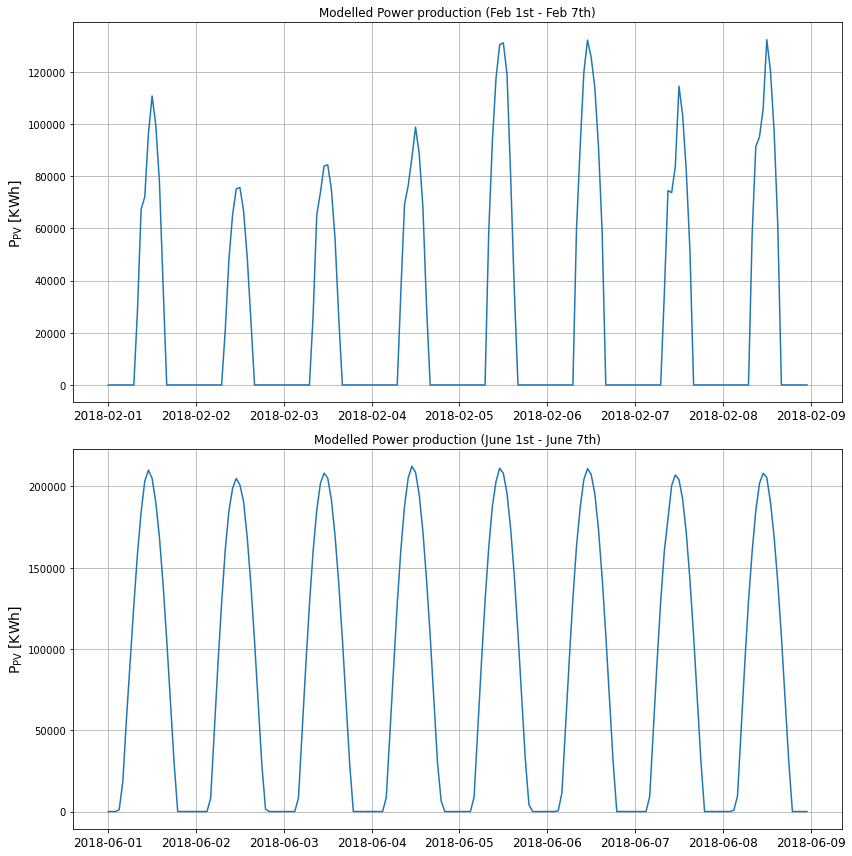 Modelled Power production (Feb 1st - Feb 7th)
120000
100000
80000
60000
40000
20000
0
P_PV [KWh]
2018-02-01 2018-02-02 2018-02-03 2018-02-04 2018-02-05 2018-02-06 2018-02-07 2018-02-08 2018-02-09
Modelled Power production (June 1st - June 7th)
200000
150000
100000
50000
0
P_PV [KWh]
2018-06-01 2018-06-02 2018-06-03 2018-06-04 2018-06-05 2018-06-06 2018-06-07 2018-06-08 2018-06-09